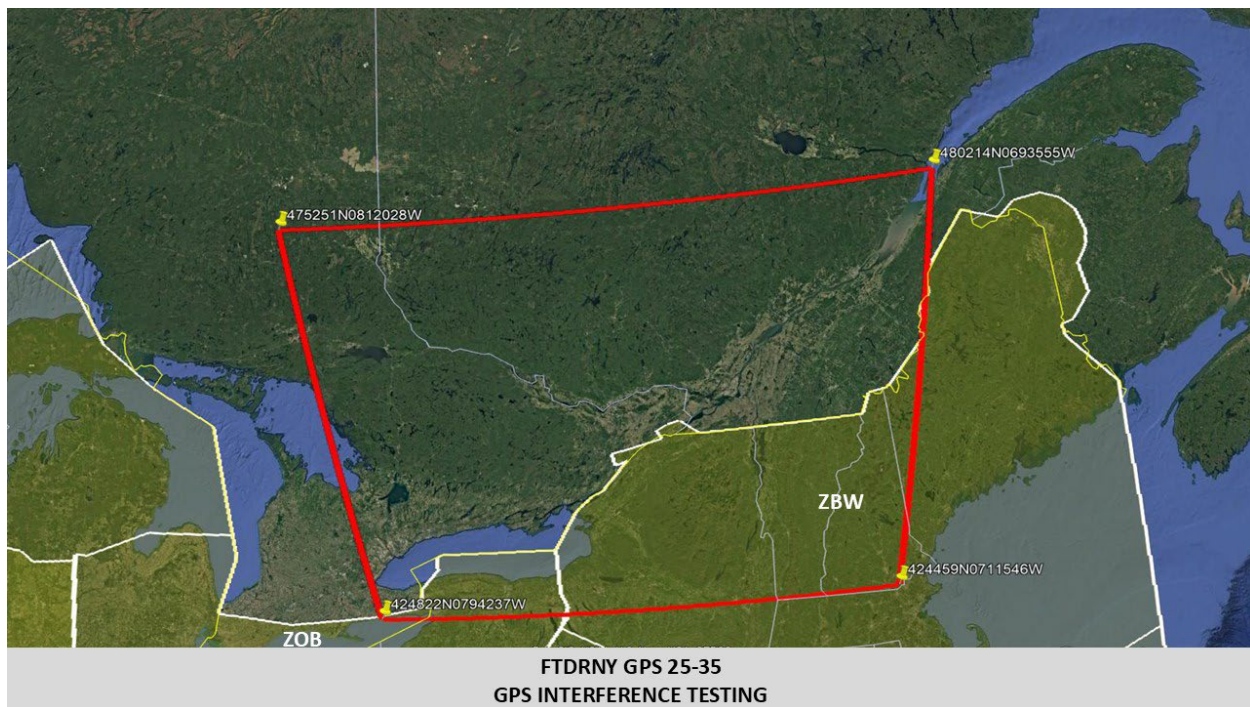 480214N0693555W
475251N0812028W
ZBW
424459N0711546W
424822N0794237W
ZOB
FTDRNY GPS 25-35
GPS INTERFERENCE TESTING